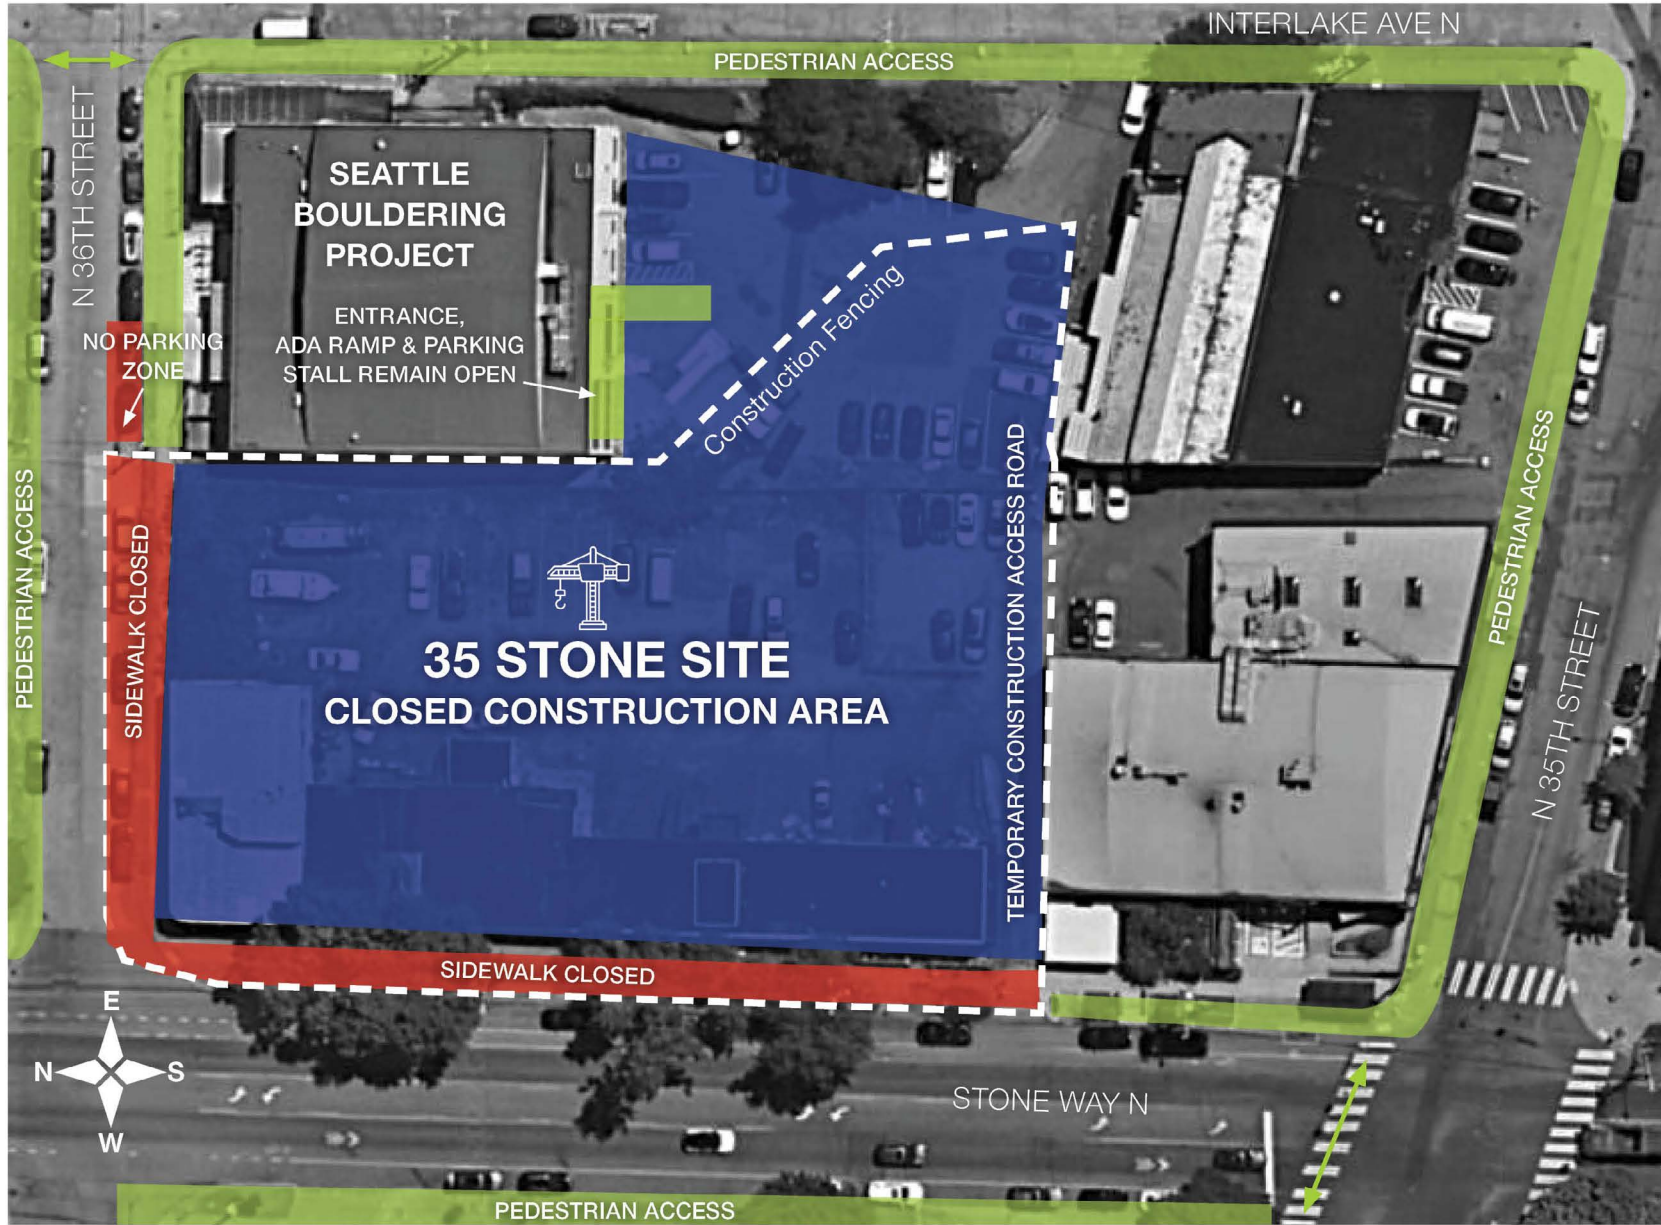 INTERLAKE AVE N
PEDESTRIAN ACCESS
N 36TH STREET
SEATTLE
BOULDERING
PROJECT
ENTRANCE,
ADA RAMP & PARKING
STALL REMAIN OPEN
NO PARKING
ZONE
Construction Fencing
TEMPORARY CONSTRUCTION ACCESS ROAD
PEDESTRIAN ACCESS
PEDESTRIAN ACCESS
SIDEWALK CLOSED
35 STONE SITE
CLOSED CONSTRUCTION AREA
N 35TH STREET
SIDEWALK CLOSED
E
N
S
W
STONE WAY N
PEDESTRIAN ACCESS